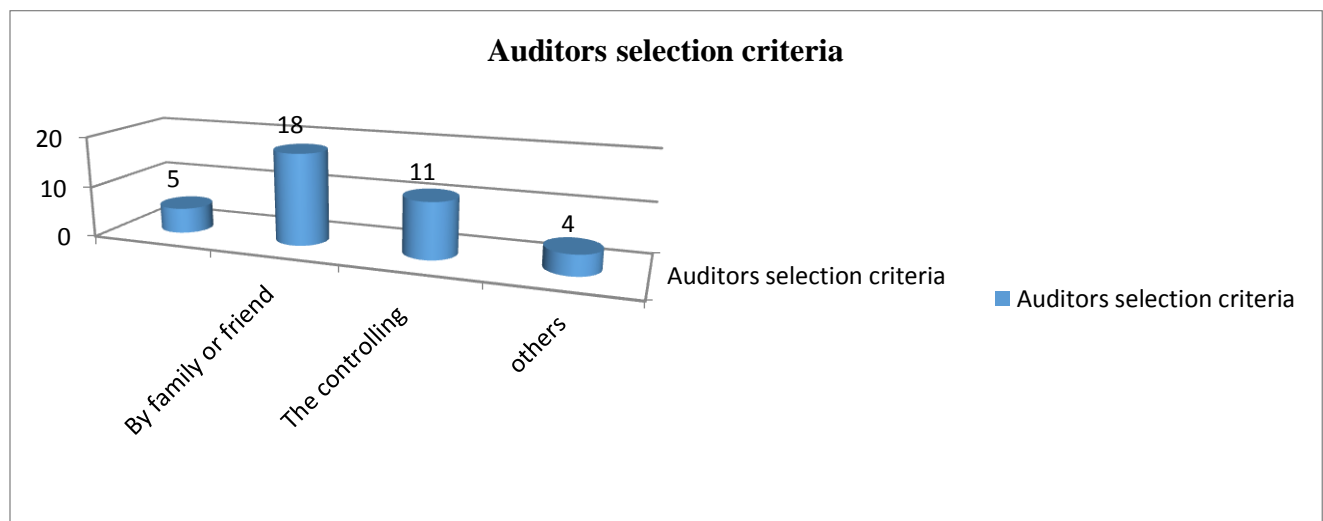 Auditors selection criteria
20
10
0
5
18
11
4
By family or friend
The controlling
others
Auditors selection criteria
Auditors selection criteria